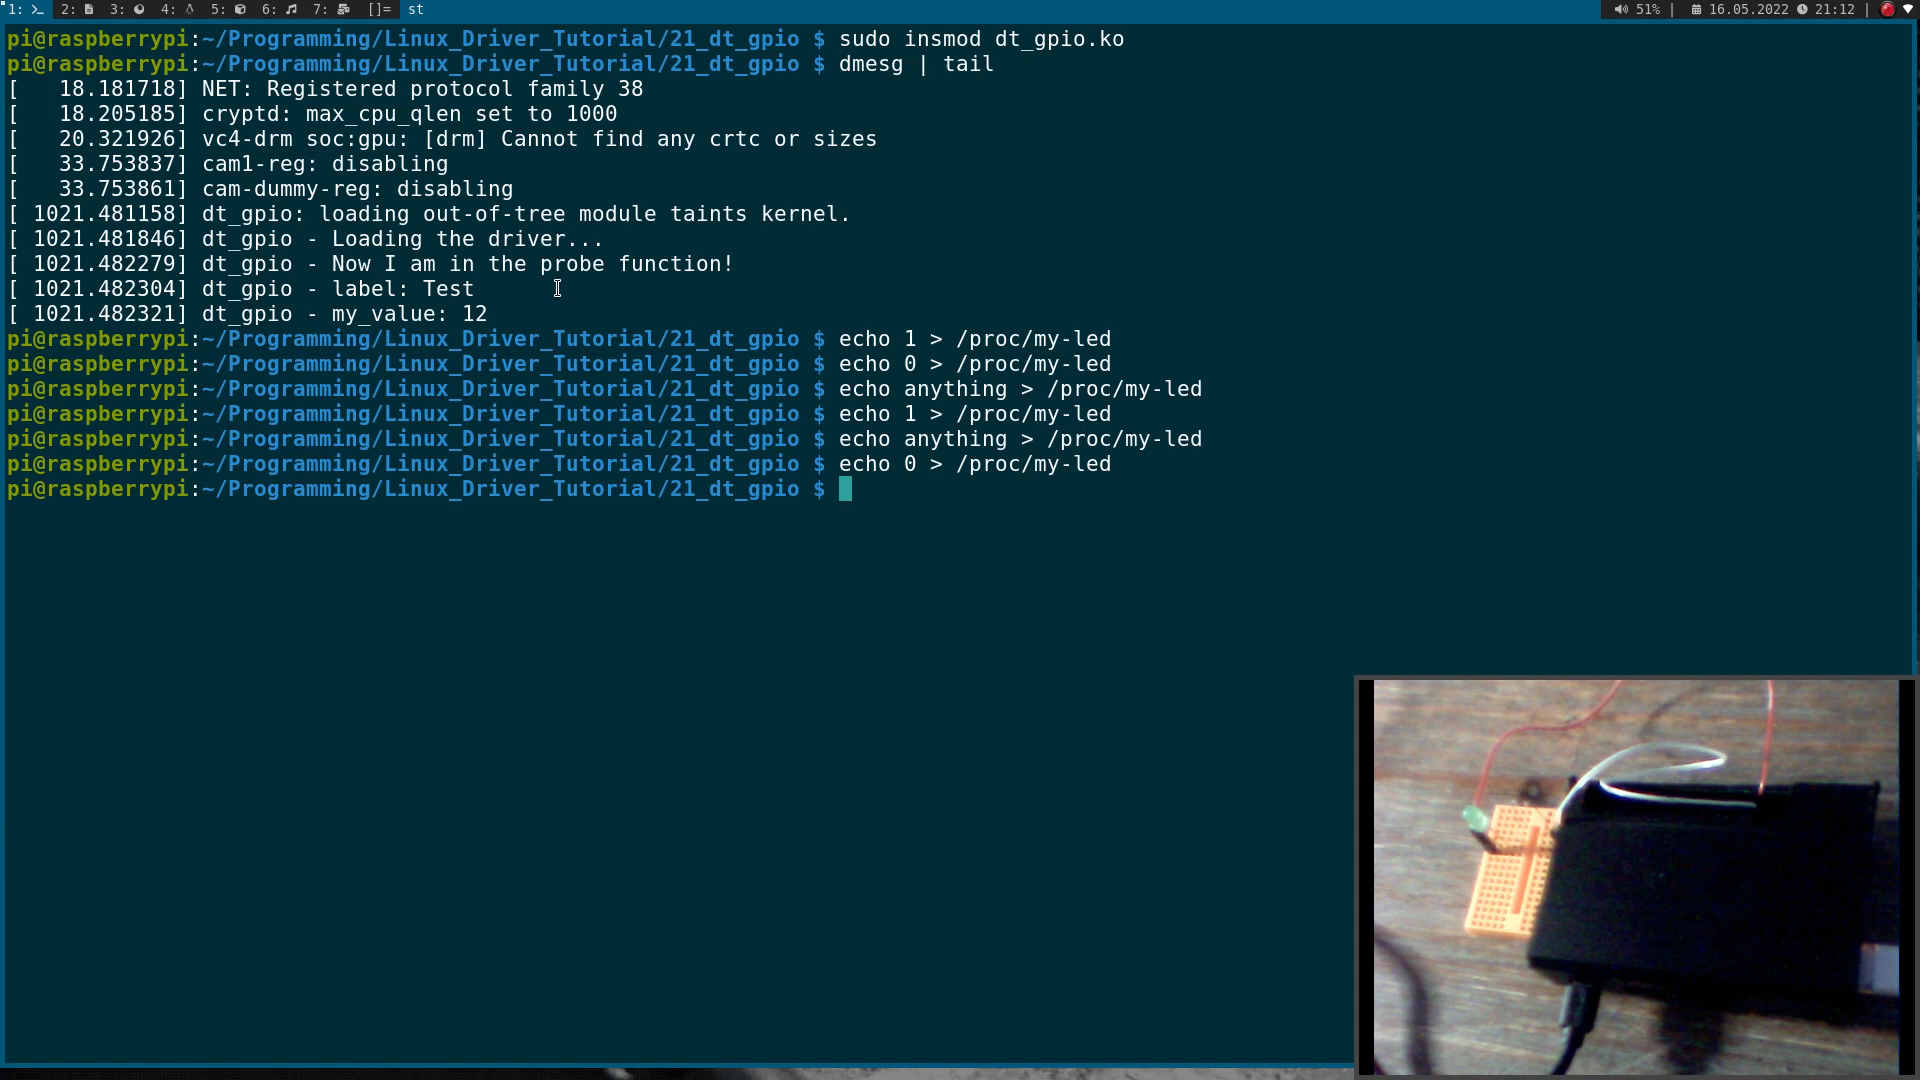 1: 2: 3: 4: 5: 6: 7: []= st 51% | 16.05.2022 21:12 |
pi@raspberrypi:~/Programming/Linux_Driver_Tutorial/21_dt_gpio $ sudo insmod dt_gpio.ko
pi@raspberrypi:~/Programming/Linux_Driver_Tutorial/21_dt_gpio $ dmesg | tail
[   18.181718] NET: Registered protocol family 38
[   18.205185] cryptd: max_cpu_qlen set to 1000
[   20.321926] vc4-drm soc:gpu: [drm] Cannot find any crtc or sizes
[   33.753837] cam1-reg: disabling
[   33.753861] cam-dummy-reg: disabling
[ 1021.481158] dt_gpio: loading out-of-tree module taints kernel.
[ 1021.481846] dt_gpio - Loading the driver...
[ 1021.482279] dt_gpio - Now I am in the probe function!
[ 1021.482304] dt_gpio - label: Test
[ 1021.482321] dt_gpio - my_value: 12
pi@raspberrypi:~/Programming/Linux_Driver_Tutorial/21_dt_gpio $ echo 1 > /proc/my-led
pi@raspberrypi:~/Programming/Linux_Driver_Tutorial/21_dt_gpio $ echo 0 > /proc/my-led
pi@raspberrypi:~/Programming/Linux_Driver_Tutorial/21_dt_gpio $ echo anything > /proc/my-led
pi@raspberrypi:~/Programming/Linux_Driver_Tutorial/21_dt_gpio $ echo 1 > /proc/my-led
pi@raspberrypi:~/Programming/Linux_Driver_Tutorial/21_dt_gpio $ echo anything > /proc/my-led
pi@raspberrypi:~/Programming/Linux_Driver_Tutorial/21_dt_gpio $ echo 0 > /proc/my-led
pi@raspberrypi:~/Programming/Linux_Driver_Tutorial/21_dt_gpio $